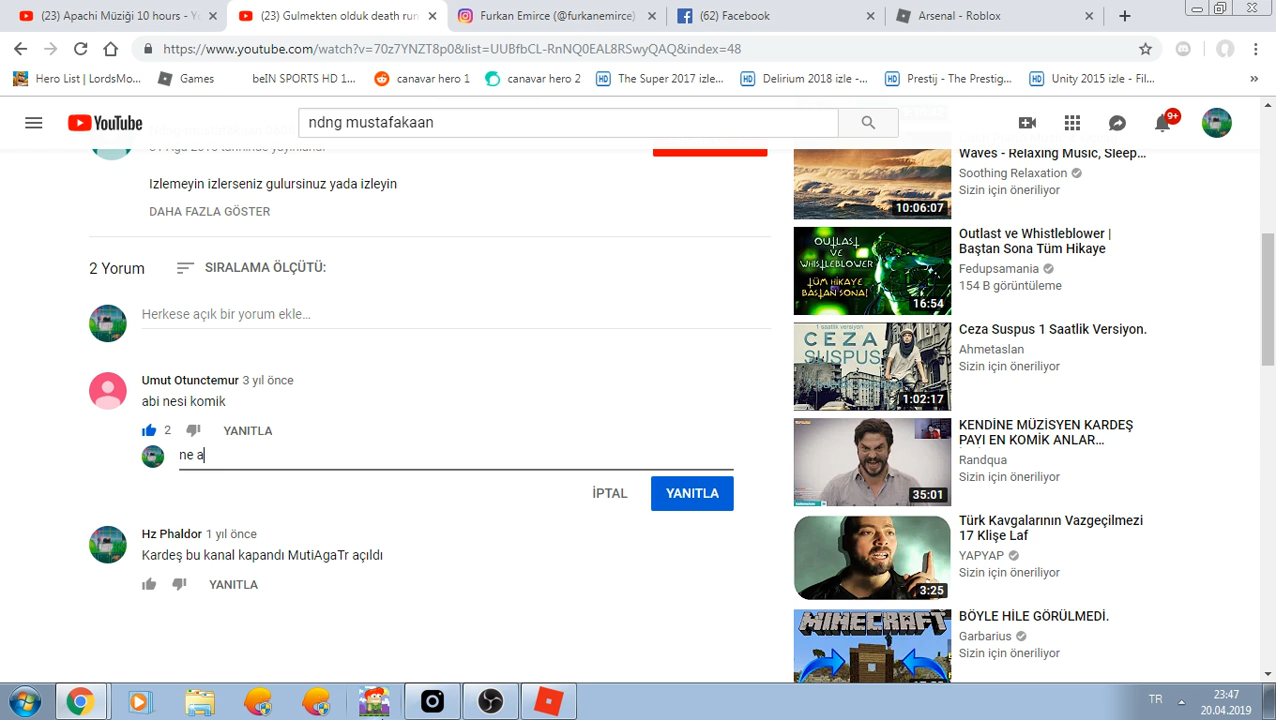 (23) Apachi Müziği 10 hours - Y
(23) Gulmekten olduk death run
Furkan Emirce (@furkanemirce)
(62) Facebook
Arsenal - Roblox
https://www.youtube.com/watch?v=70z7YNZT8p0&list=UUBfbCL-RnNQ0EAL8RSwyQAQ&index=48
Hero List | LordsMo...
Games
beIN SPORTS HD 1...
canavar hero 1
canavar hero 2
The Super 2017 izle...
Delirium 2018 izle -...
Prestij - The Prestig...
Unity 2015 izle - Fil...
YouTube
ndng mustafakaan
9+
Izlemeyin izlerseniz gulursinuz yada izleyin
DAHA FAZLA GÖSTER
2 Yorum
SIRALAMA ÖLÇÜTÜ:
Herkese açık bir yorum ekle...
Umut Otunctemur 3 yıl önce
abi nesi komik
2
YANITLA
ne a
İPTAL
YANITLA
Hz Phaldor 1 yıl önce
Kardeş bu kanal kapandı MutiAgaTr açıldı
YANITLA
Waves - Relaxing Music, Sleep...
Soothing Relaxation
Sizin için öneriliyor
10:06:07
OUTLAST
VE
WHISTLEBLOWER
TÜM HİKAYE
BAŞTAN SONA!
16:54
Outlast ve Whistleblower |
Baştan Sona Tüm Hikaye
Fedupsamania
154 B görüntüleme
1 saatlik versiyon
CEZA
SUSPUS
1:02:17
Ceza Suspus 1 Saatlik Versiyon.
Ahmetaslan
Sizin için öneriliyor
35:01
KENDİNE MÜZİSYEN KARDEŞ
PAYI EN KOMİK ANLAR...
Randqua
Sizin için öneriliyor
3:25
Türk Kavgalarının Vazgeçilmezi
17 Klişe Laf
YAPYAP
Sizin için öneriliyor
MINECRAFT
BÖYLE HİLE GÖRÜLMEDİ.
Garbarius
Sizin için öneriliyor
TR
23:47
20.04.2019